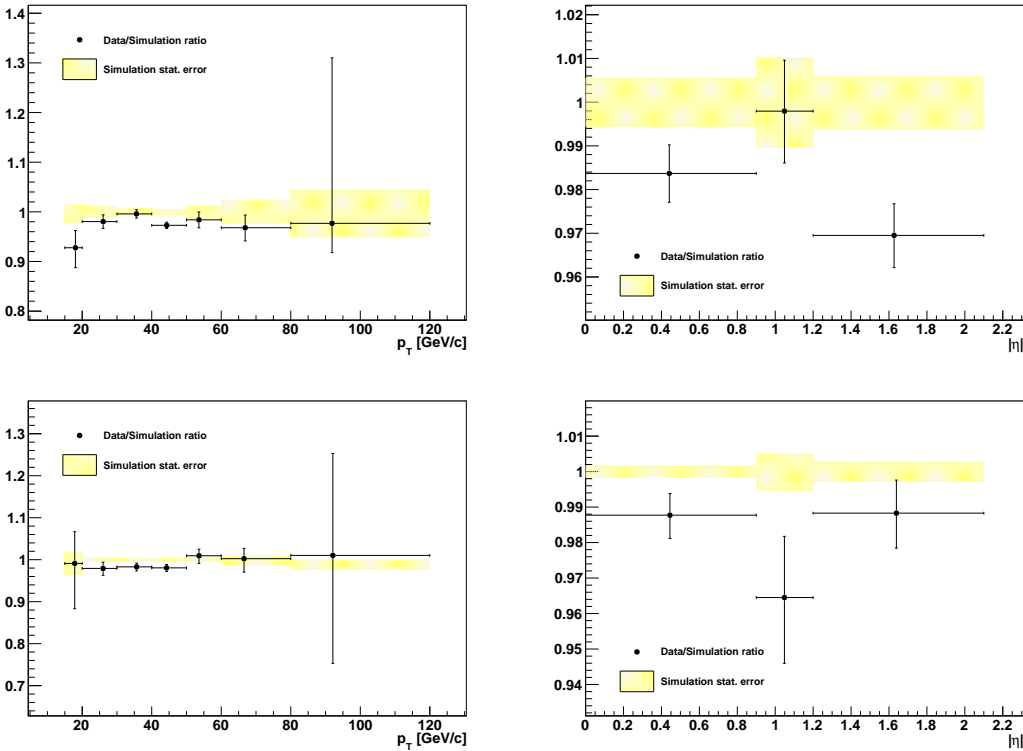 1.4
1.3
1.2
1.1
1
0.9
0.8
Data/Simulation ratio
Simulation stat. error
20 40 60 80 100 120
p_T [GeV/c]
1.02
1.01
1
0.99
0.98
0.97
0.96
Data/Simulation ratio
Simulation stat. error
0 0.2 0.4 0.6 0.8 1 1.2 1.4 1.6 1.8 2 2.2
|η|
1.3
1.2
1.1
1
0.9
0.8
0.7
Data/Simulation ratio
Simulation stat. error
20 40 60 80 100 120
p_T [GeV/c]
1.01
1
0.99
0.98
0.97
0.96
0.95
0.94
Data/Simulation ratio
Simulation stat. error
0 0.2 0.4 0.6 0.8 1 1.2 1.4 1.6 1.8 2 2.2
|η|